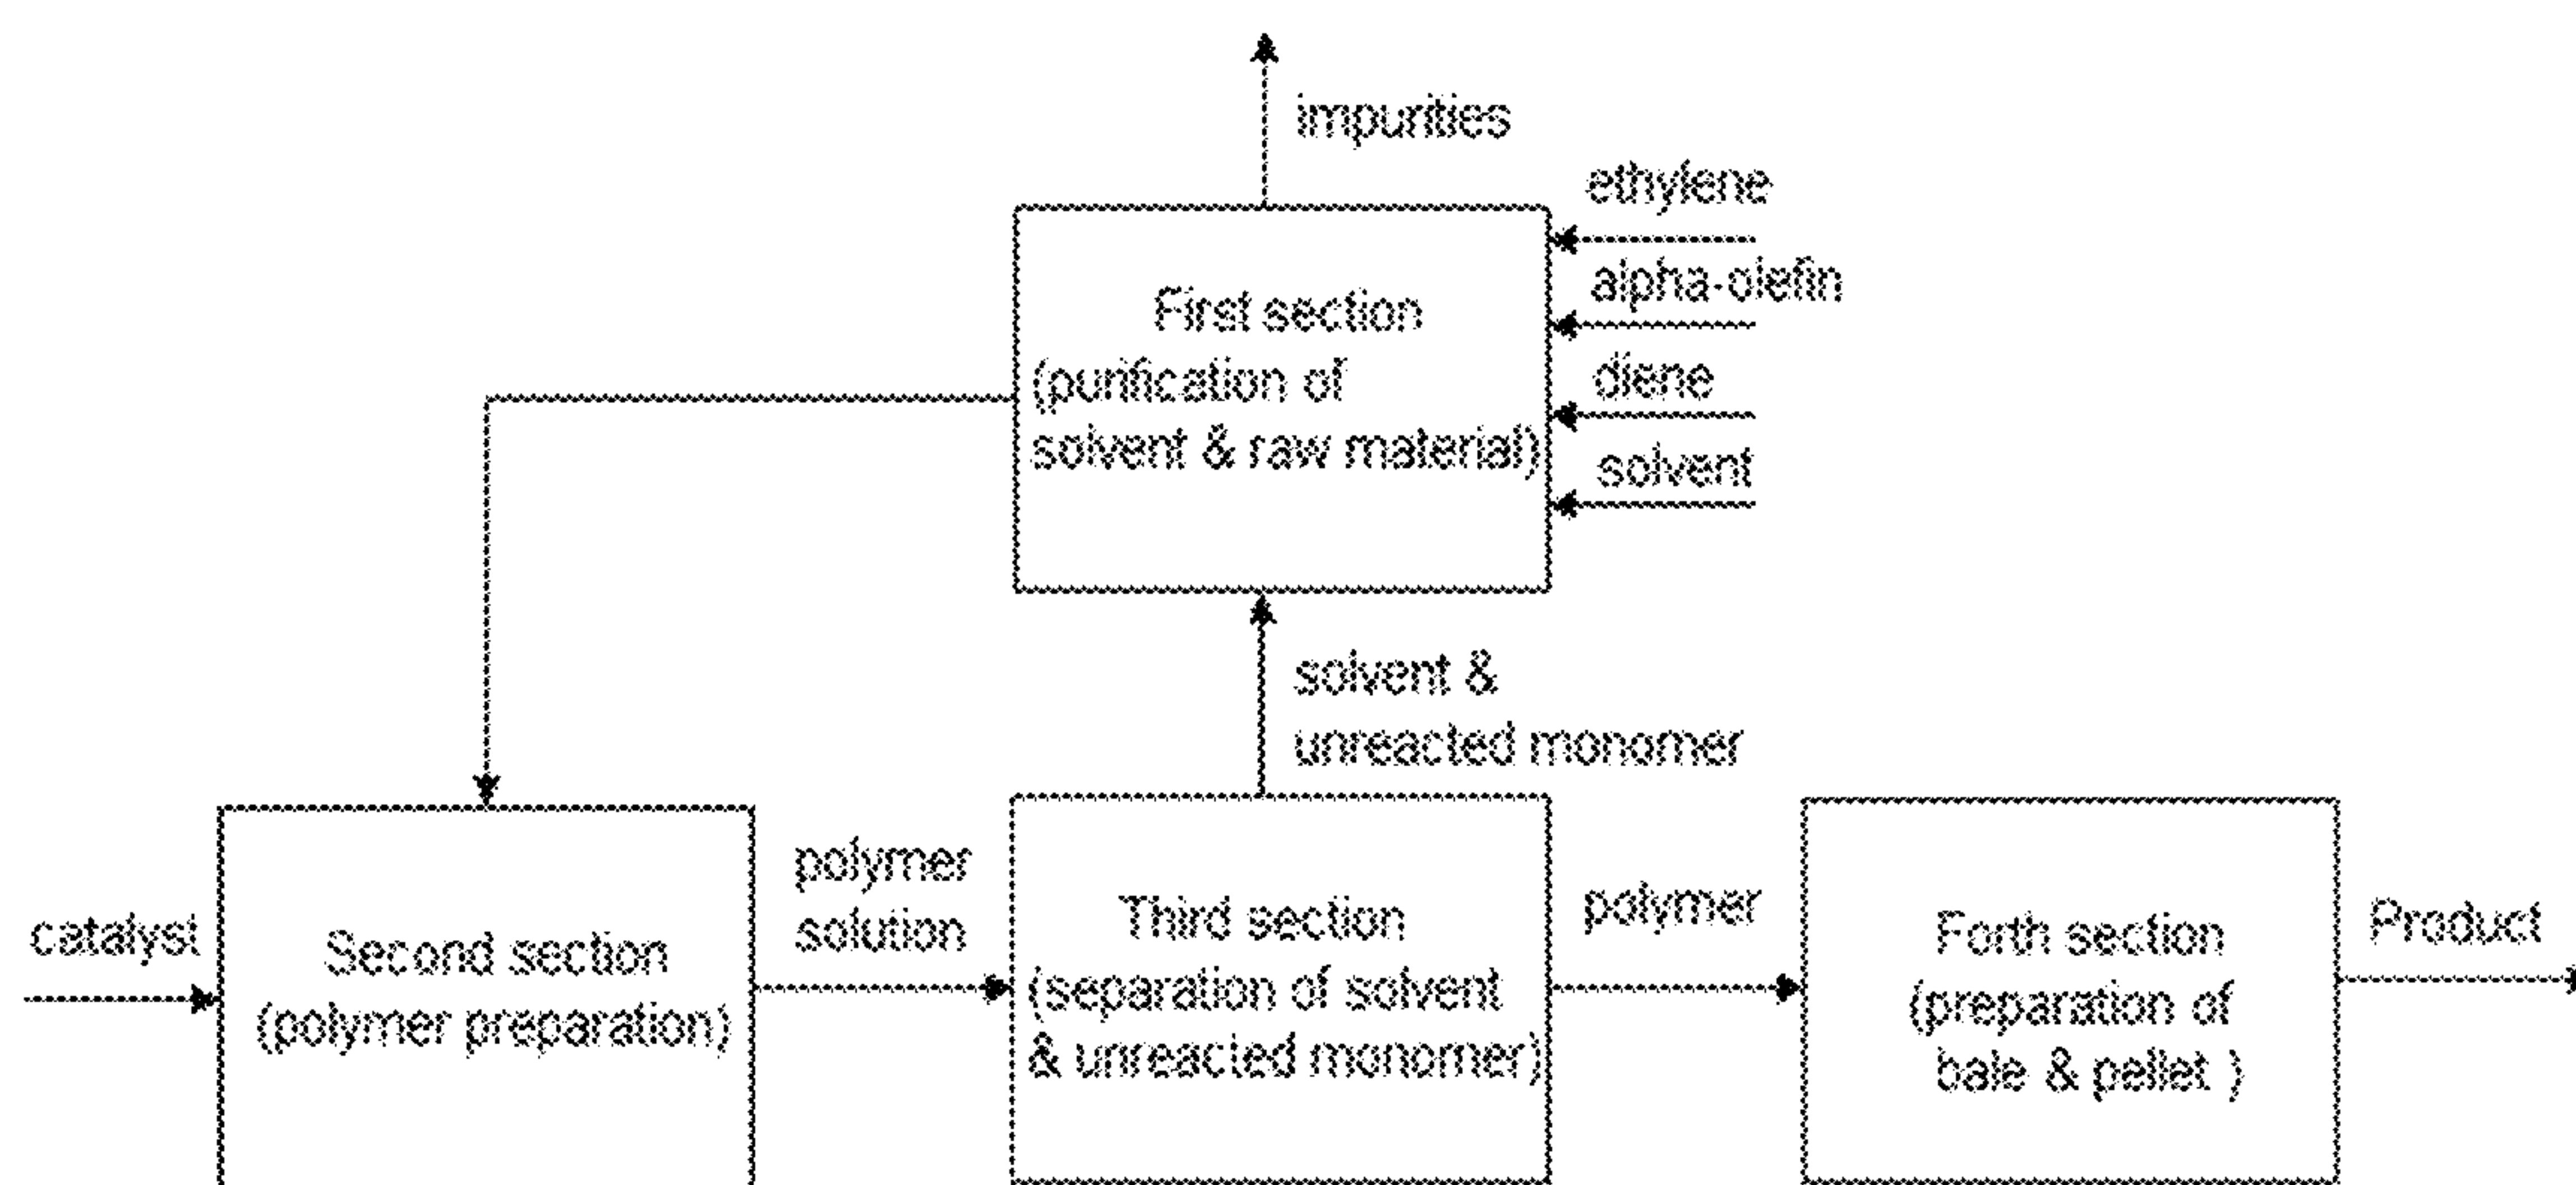 impurities
ethylene
alpha-olefin
diene
solvent
First section
(purification of
solvent & raw material)
solvent &
unreacted monomer
catalyst
Second section
(polymer preparation)
polymer
solution
Third section
(separation of solvent
& unreacted monomer)
polymer
Forth section
(preparation of
bale & pellet )
Product